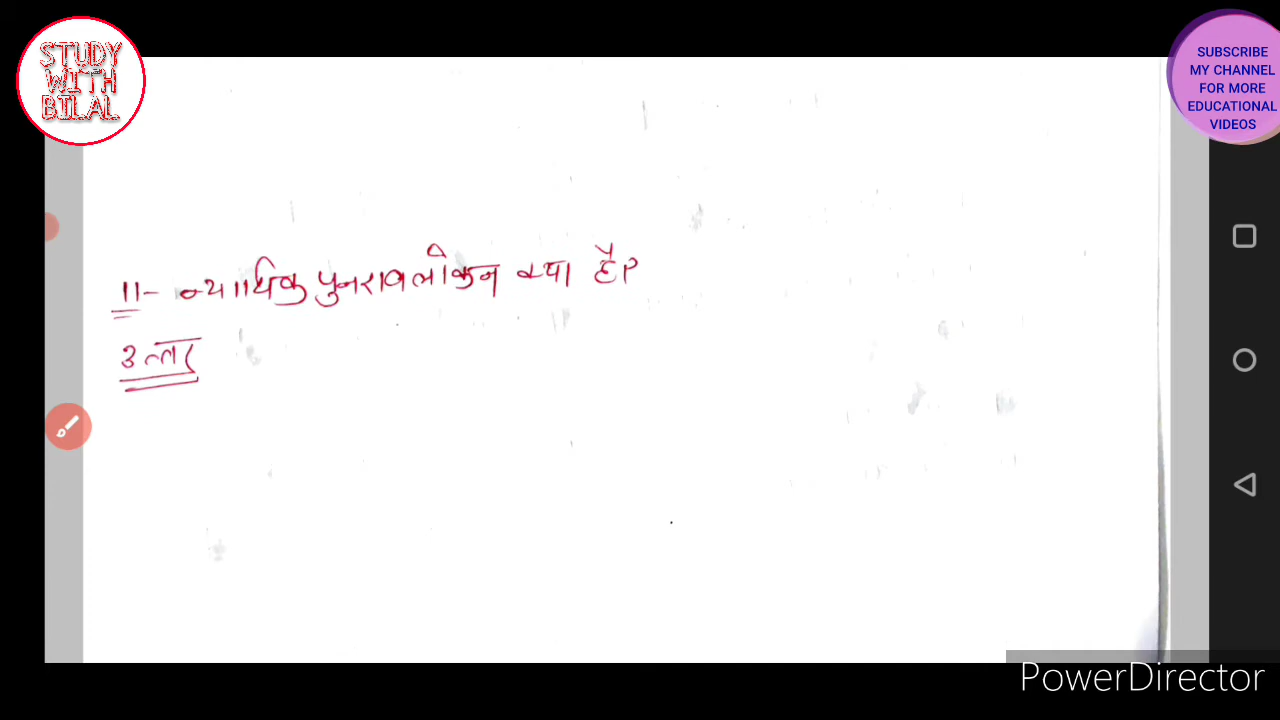 STUDY
WITH
BILAL
SUBSCRIBE
MY CHANNEL
FOR MORE
EDUCATIONAL
VIDEOS
11- न्यायिक पुनरावलोकन क्या है?
उत्तर
PowerDirector